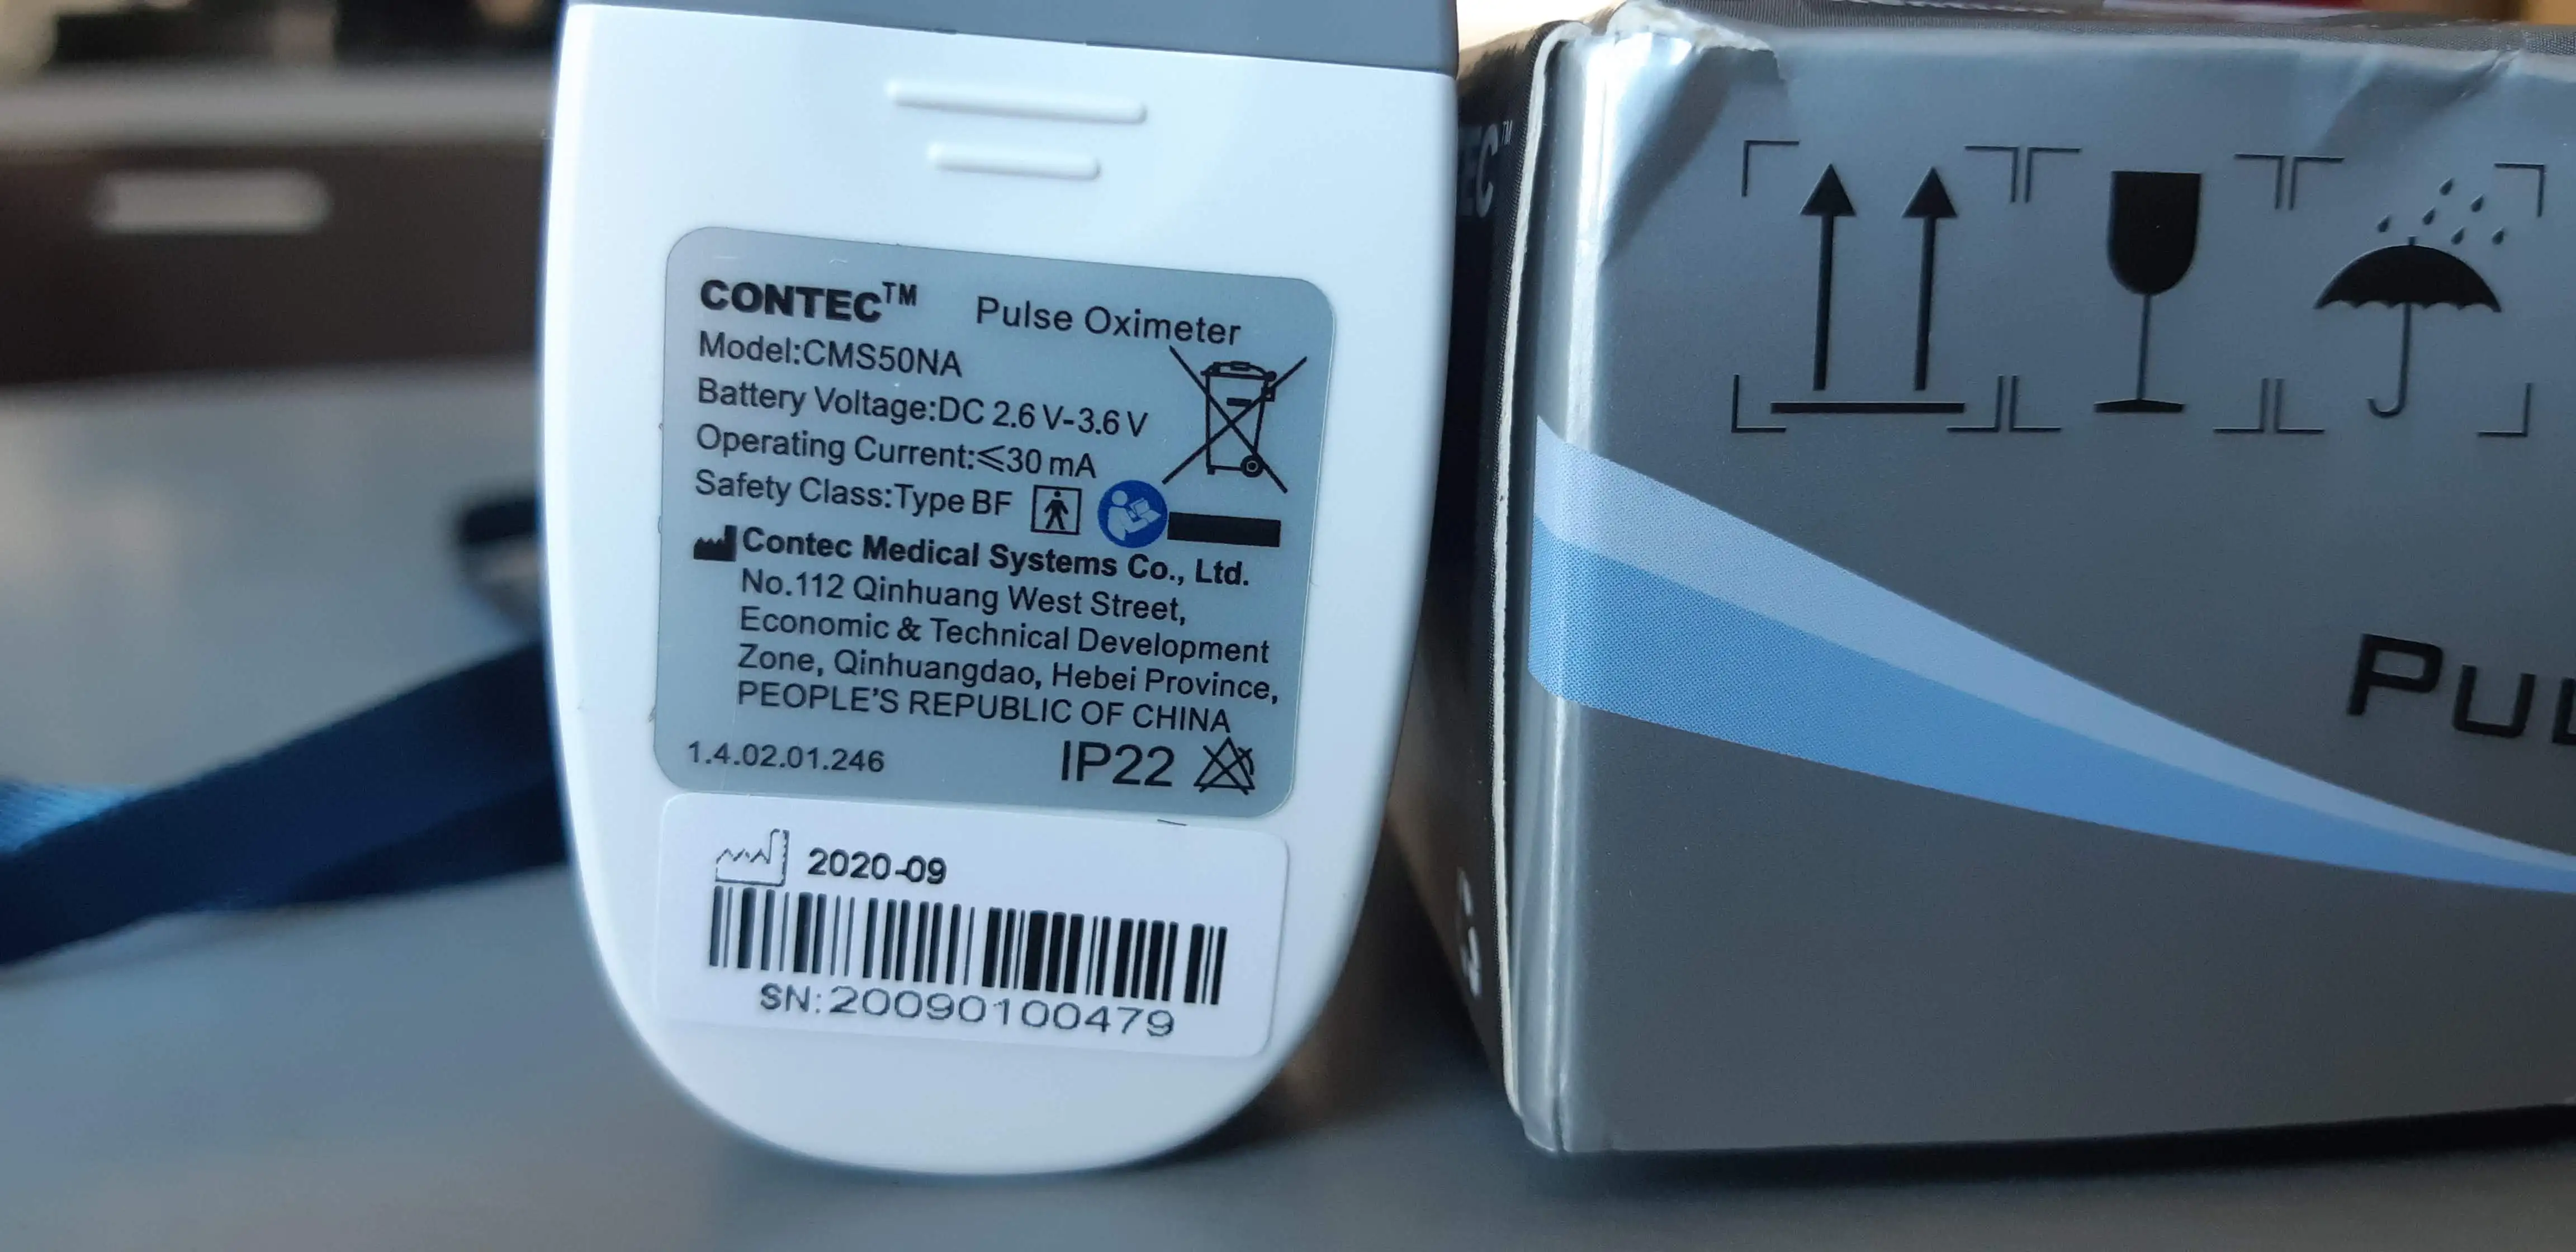 CONTEC™ Pulse Oximeter
Model:CMS50NA
Battery Voltage:DC 2.6 V-3.6 V
Operating Current:≤30 mA
Safety Class:Type BF
Contec Medical Systems Co., Ltd.
No.112 Qinhuang West Street,
Economic & Technical Development
Zone, Qinhuangdao, Hebei Province,
PEOPLE'S REPUBLIC OF CHINA
1.4.02.01.246 IP22
2020-09
SN:20090100479
EC™
PUL